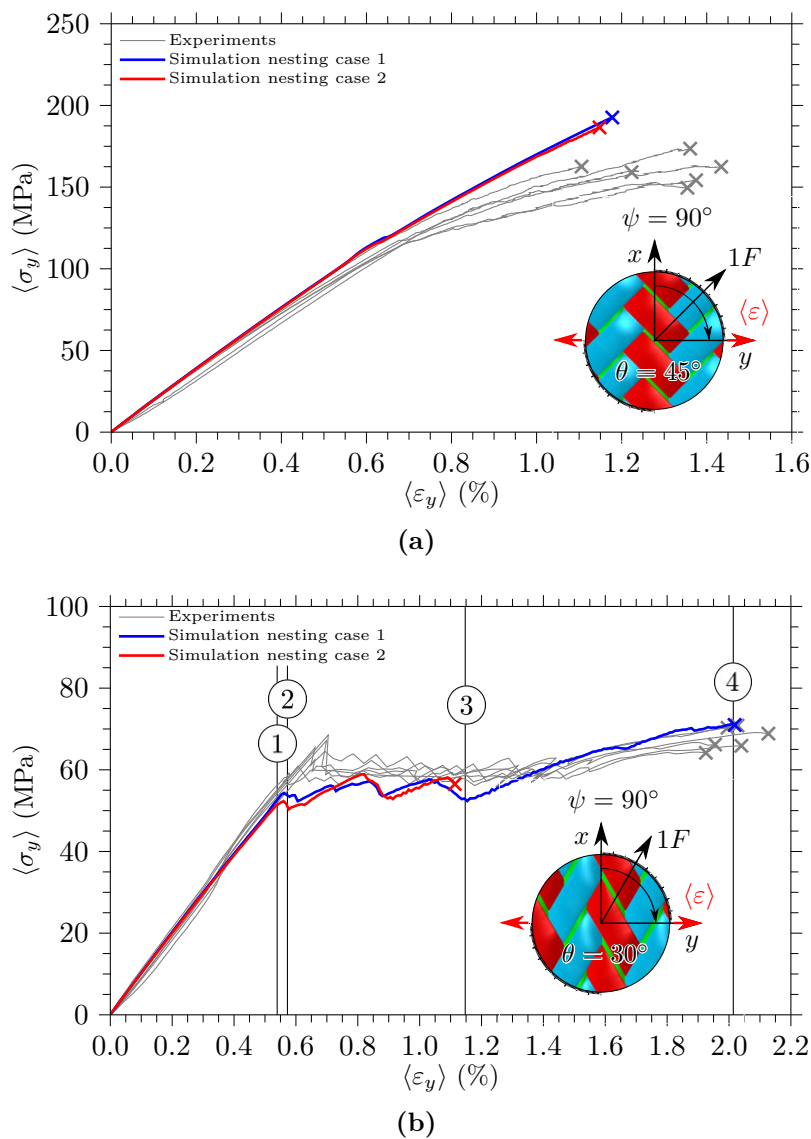 250
200
150
100
50
0
⟨σy⟩ (MPa)
Experiments
Simulation nesting case 1
Simulation nesting case 2
ψ = 90°
x
1F
⟨ε⟩
y
θ = 45°
0.0 0.2 0.4 0.6 0.8 1.0 1.2 1.4 1.6
⟨εy⟩ (%)
(a)
100
80
60
40
20
0
⟨σy⟩ (MPa)
Experiments
Simulation nesting case 1
Simulation nesting case 2
1
2
3
4
ψ = 90°
x
1F
⟨ε⟩
y
θ = 30°
0.0 0.2 0.4 0.6 0.8 1.0 1.2 1.4 1.6 1.8 2.0 2.2
⟨εy⟩ (%)
(b)